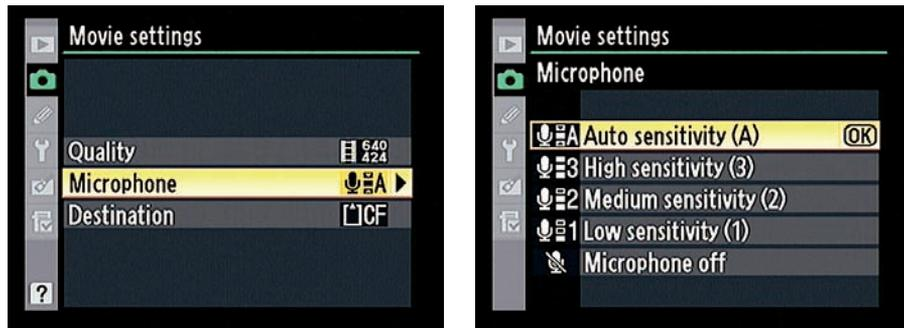 Movie settings
Quality 640 424
Microphone A
Destination CF
?
Movie settings
Microphone
A Auto sensitivity (A) OK
3 High sensitivity (3)
2 Medium sensitivity (2)
1 Low sensitivity (1)
Microphone off